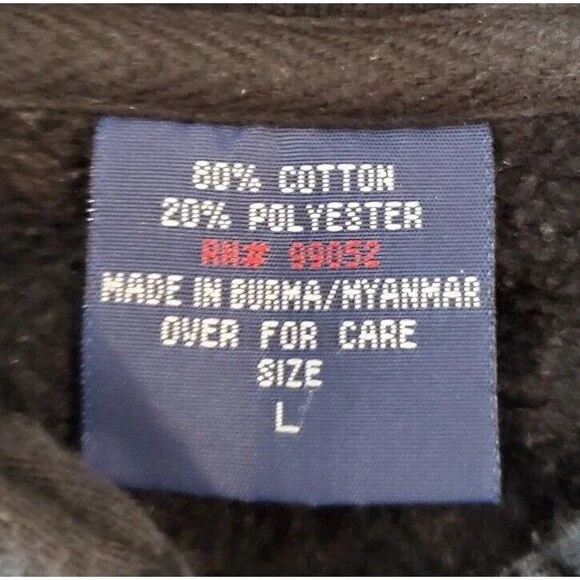 80% COTTON
20% POLYESTER
RN# 99052
MADE IN BURMA/MYANMAR
OVER FOR CARE
SIZE
L